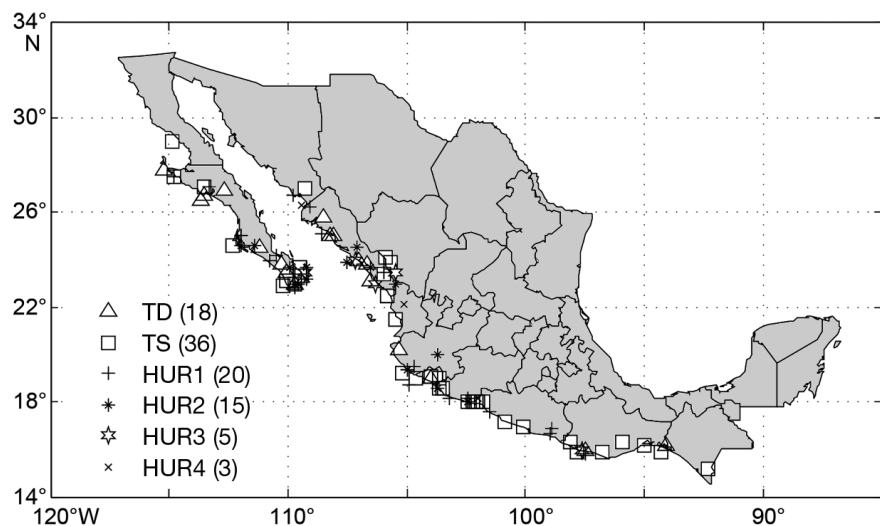 34°
N
30°
26°
22°
18°
14°
TD (18)
TS (36)
HUR1 (20)
HUR2 (15)
HUR3 (5)
HUR4 (3)
120°W 110° 100° 90°